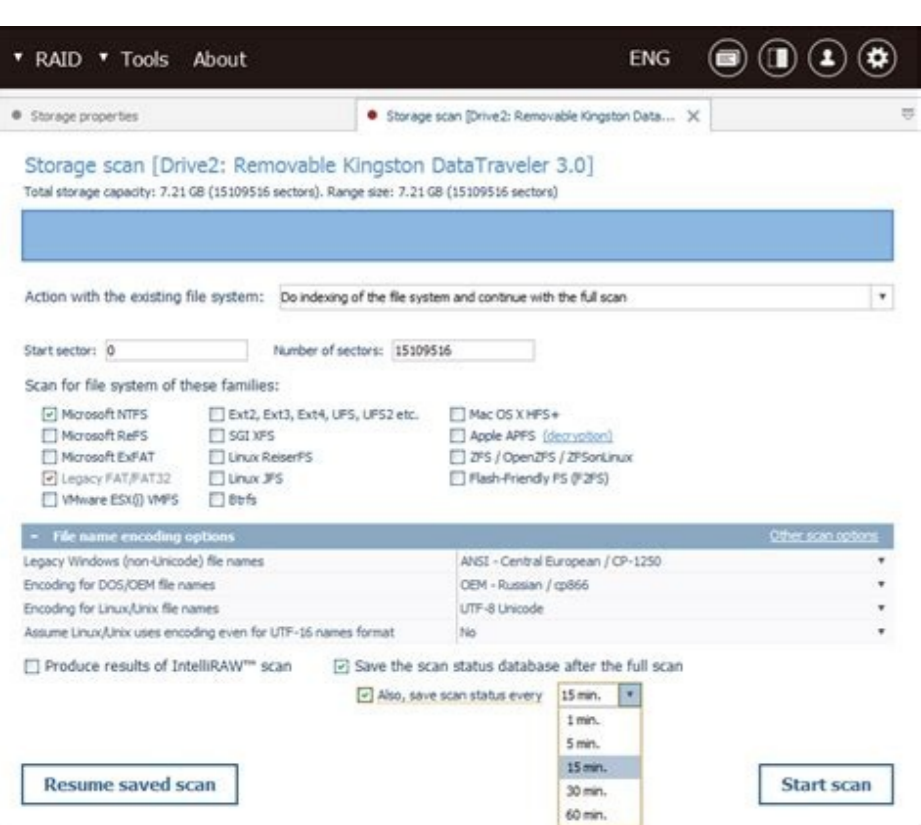 RAID Tools About ENG
Storage properties Storage scan [Drive2: Removable Kingston Data...
Storage scan [Drive2: Removable Kingston DataTraveler 3.0]
Total storage capacity: 7.21 GB (15109516 sectors). Range size: 7.21 GB (15109516 sectors)
Action with the existing file system: Do indexing of the file system and continue with the full scan
Start sector: 0 Number of sectors: 15109516
Scan for file system of these families:
Microsoft NTFS Ext2, Ext3, Ext4, UFS, UFS2 etc. Mac OS X HFS+
Microsoft ReFS SGI XFS Apple APFS (decryption)
Microsoft ExFAT Linux ReiserFS ZFS / OpenZFS / ZFSonLinux
Legacy FAT/FAT32 Linux JFS Flash-Friendly FS (F2FS)
VMware ESX(i) VMFS Btrfs
− File name encoding options Other scan options
Legacy Windows (non-Unicode) file names ANSI - Central European / CP-1250
Encoding for DOS/OEM file names OEM - Russian / cp866
Encoding for Linux/Unix file names UTF-8 Unicode
Assume Linux/Unix uses encoding even for UTF-16 names format No
Produce results of IntelliRAW™ scan Save the scan status database after the full scan
Also, save scan status every 15 min.
1 min.
5 min.
15 min.
30 min.
60 min.
Resume saved scan Start scan